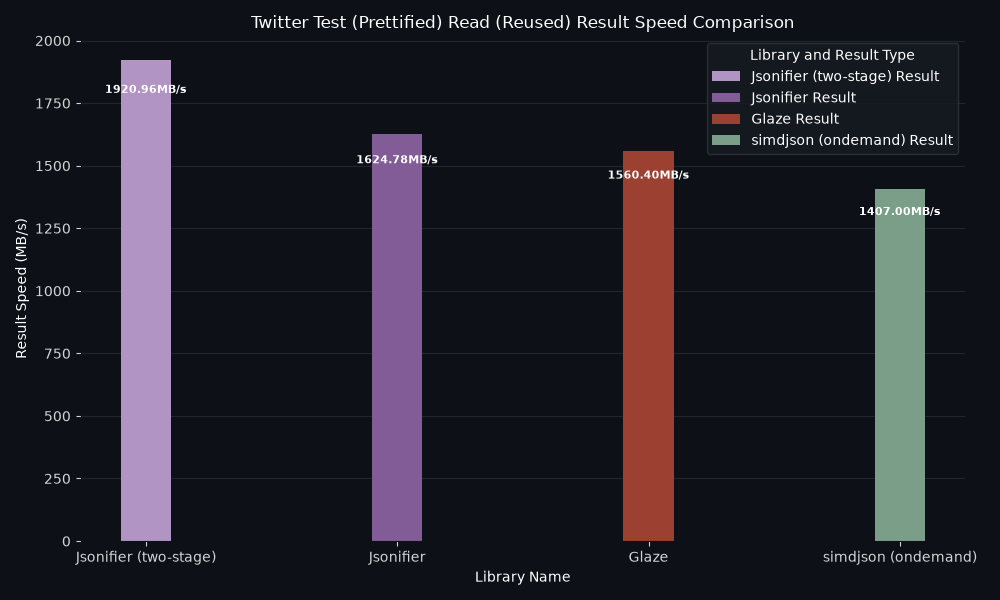 Twitter Test (Prettified) Read (Reused) Result Speed Comparison
Library and Result Type
Jsonifier (two-stage) Result
Jsonifier Result
Glaze Result
simdjson (ondemand) Result
Result Speed (MB/s)
2000
1750
1500
1250
1000
750
500
250
0
1920.96MB/s
1624.78MB/s
1560.40MB/s
1407.00MB/s
Jsonifier (two-stage)
Jsonifier
Glaze
simdjson (ondemand)
Library Name